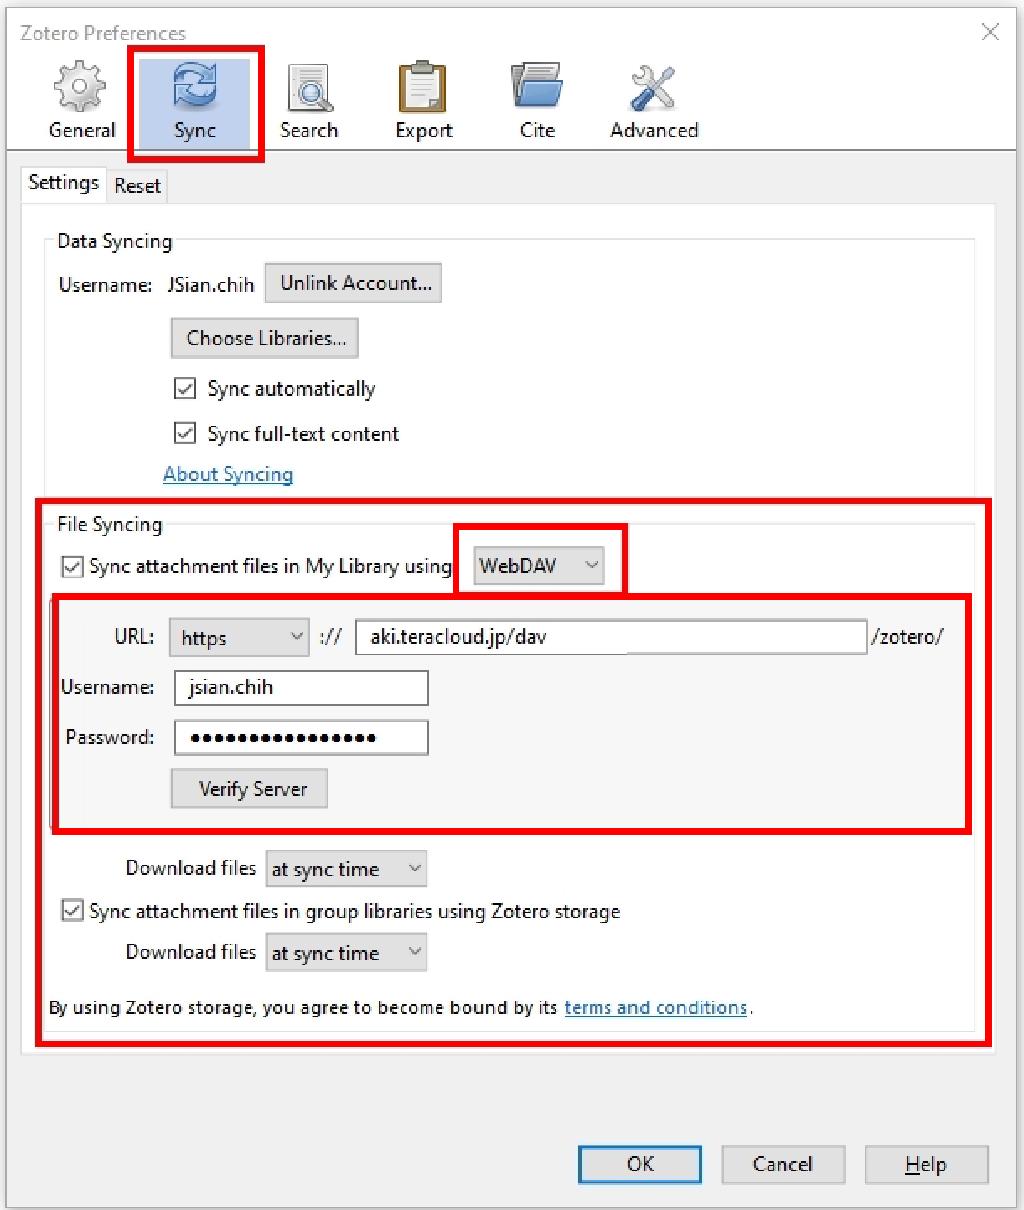 Zotero Preferences
General Sync Search Export Cite Advanced
Settings Reset
Data Syncing
Username: JSian.chih Unlink Account...
Choose Libraries...
Sync automatically
Sync full-text content
About Syncing
File Syncing
Sync attachment files in My Library using WebDAV
URL: https :// aki.teracloud.jp/dav /zotero/
Username: jsian.chih
Password: ●●●●●●●●●●●●●●●●
Verify Server
Download files at sync time
Sync attachment files in group libraries using Zotero storage
Download files at sync time
By using Zotero storage, you agree to become bound by its terms and conditions.
OK Cancel Help